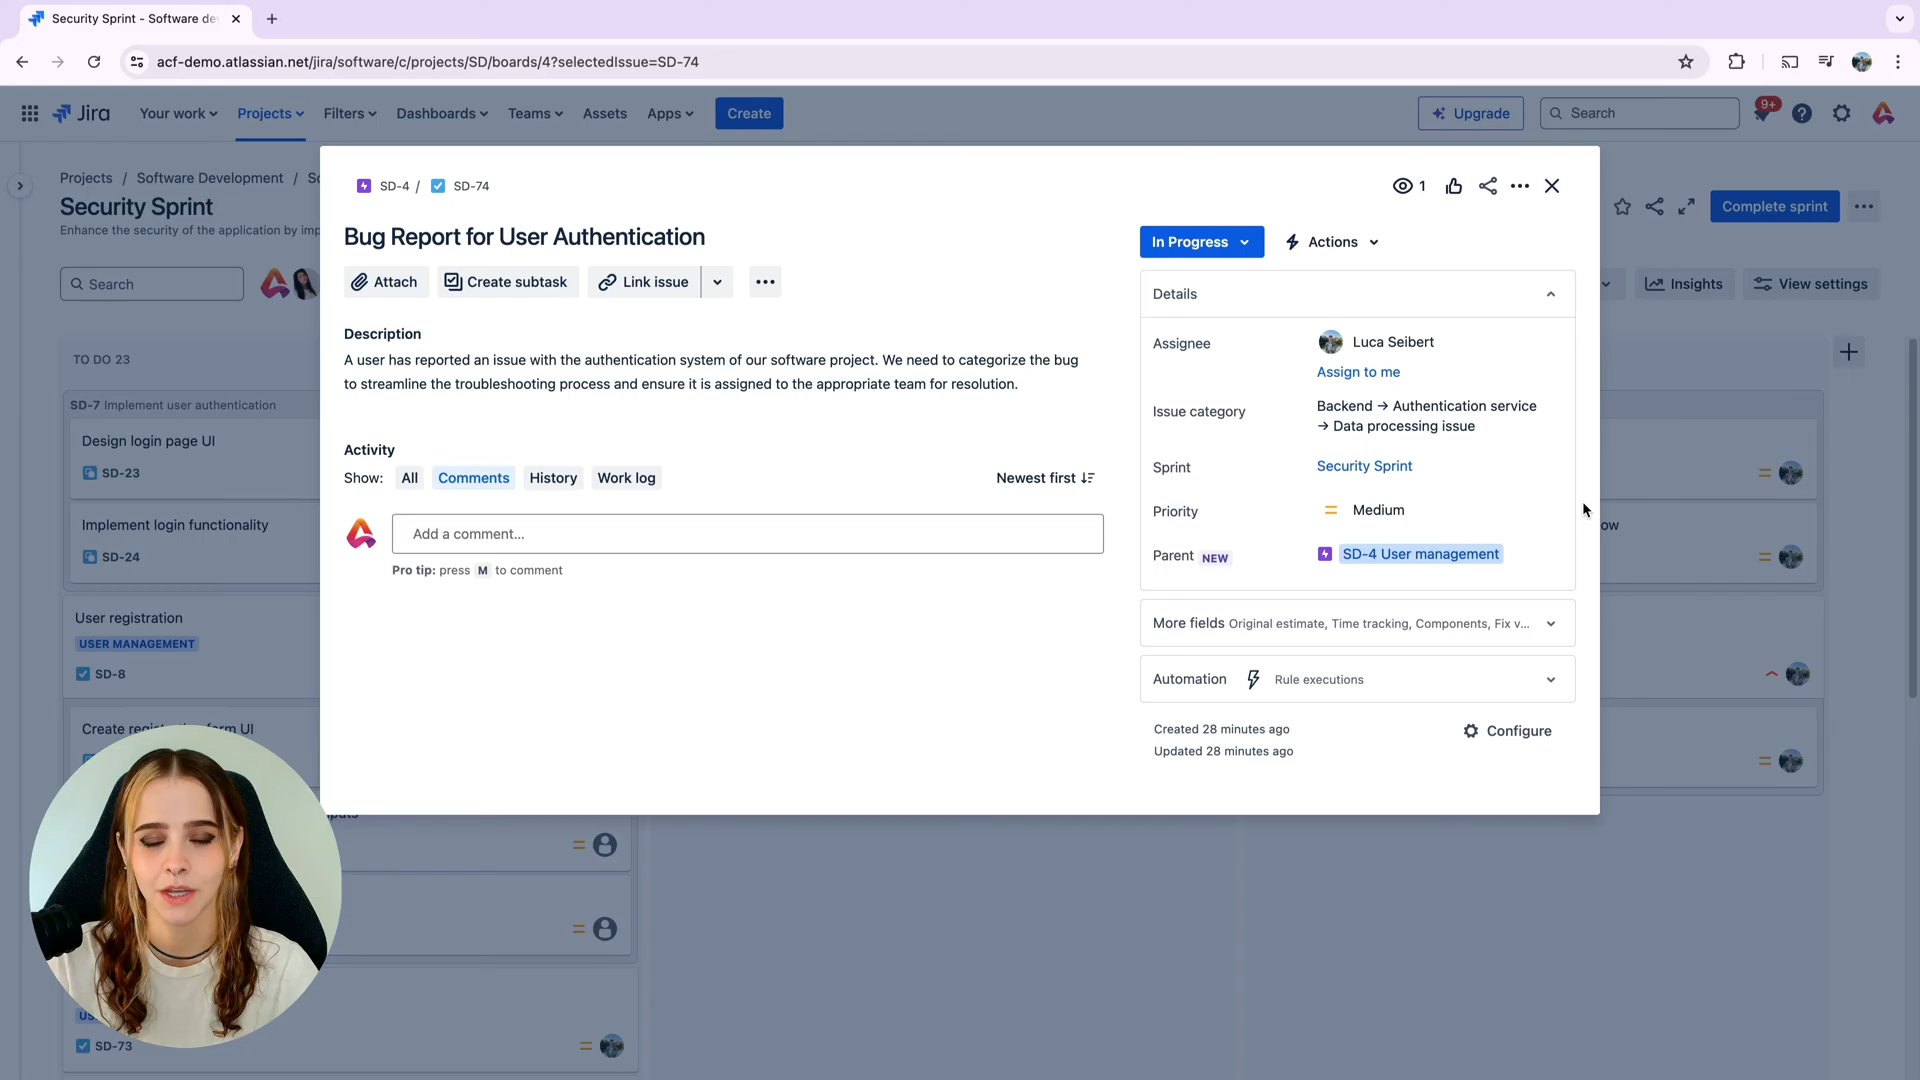 Security Sprint - Software de
acf-demo.atlassian.net/jira/software/c/projects/SD/boards/4?selectedIssue=SD-74
Jira
Your work
Projects
Filters
Dashboards
Teams
Assets
Apps
Create
Upgrade
Search
9+
Projects / Software Development /
Security Sprint
Enhance the security of the application by
Complete sprint
Search
Insights
View settings
TO DO 23
SD-7 Implement user authentication
Design login page UI
SD-23
Implement login functionality
SD-24
User registration
USER MANAGEMENT
SD-8
SD-73
ow
SD-4 / SD-74
1
Bug Report for User Authentication
Attach
Create subtask
Link issue
Description
A user has reported an issue with the authentication system of our software project. We need to categorize the bug
to streamline the troubleshooting process and ensure it is assigned to the appropriate team for resolution.
Activity
Show: All Comments History Work log
Newest first
Add a comment...
Pro tip: press M to comment
In Progress
Actions
Details
Assignee
Luca Seibert
Assign to me
Issue category
Backend → Authentication service
→ Data processing issue
Sprint
Security Sprint
Priority
Medium
Parent NEW
SD-4 User management
More fields Original estimate, Time tracking, Components, Fix v...
Automation
Rule executions
Created 28 minutes ago
Updated 28 minutes ago
Configure